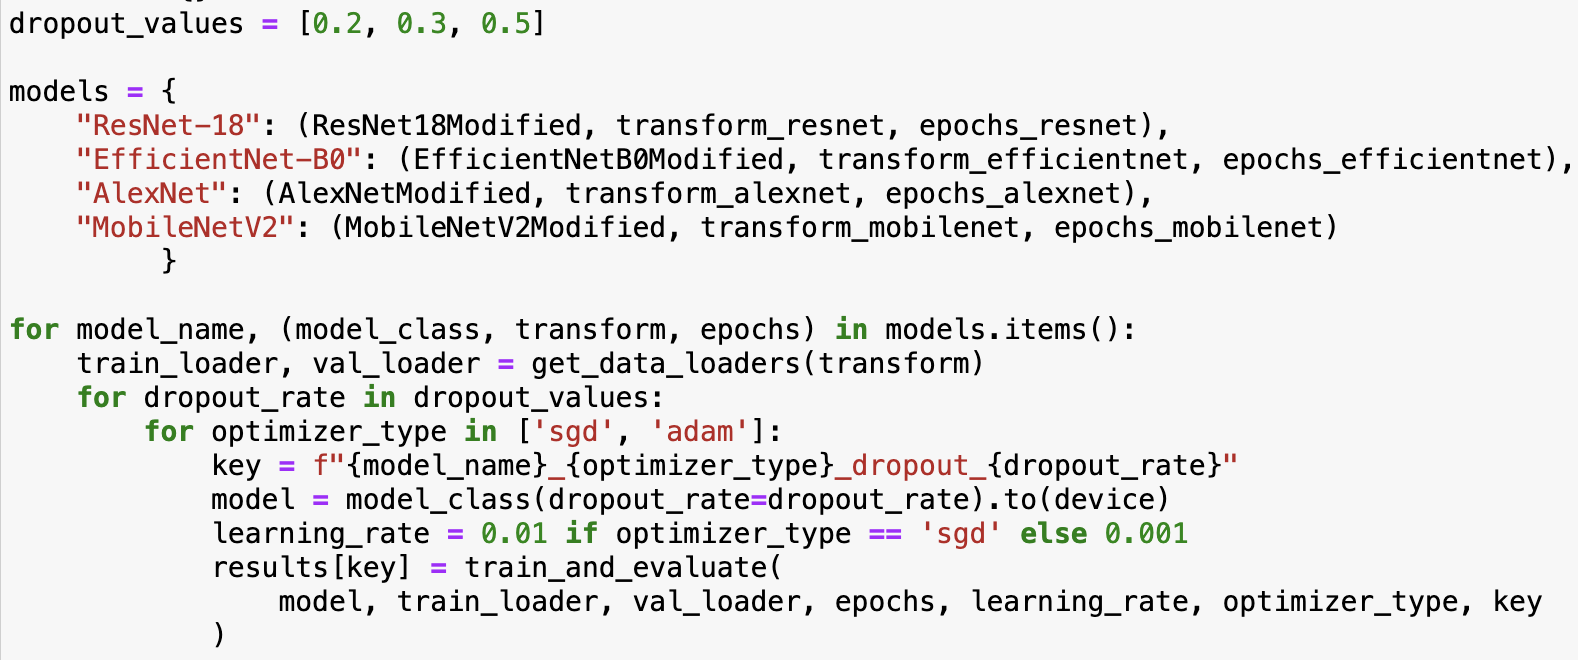 dropout_values = [0.2, 0.3, 0.5]

models = {
    "ResNet-18": (ResNet18Modified, transform_resnet, epochs_resnet),
    "EfficientNet-B0": (EfficientNetB0Modified, transform_efficientnet, epochs_efficientnet),
    "AlexNet": (AlexNetModified, transform_alexnet, epochs_alexnet),
    "MobileNetV2": (MobileNetV2Modified, transform_mobilenet, epochs_mobilenet)
         }

for model_name, (model_class, transform, epochs) in models.items():
    train_loader, val_loader = get_data_loaders(transform)
    for dropout_rate in dropout_values:
        for optimizer_type in ['sgd', 'adam']:
            key = f"{model_name}_{optimizer_type}_dropout_{dropout_rate}"
            model = model_class(dropout_rate=dropout_rate).to(device)
            learning_rate = 0.01 if optimizer_type == 'sgd' else 0.001
            results[key] = train_and_evaluate(
                model, train_loader, val_loader, epochs, learning_rate, optimizer_type, key
            )